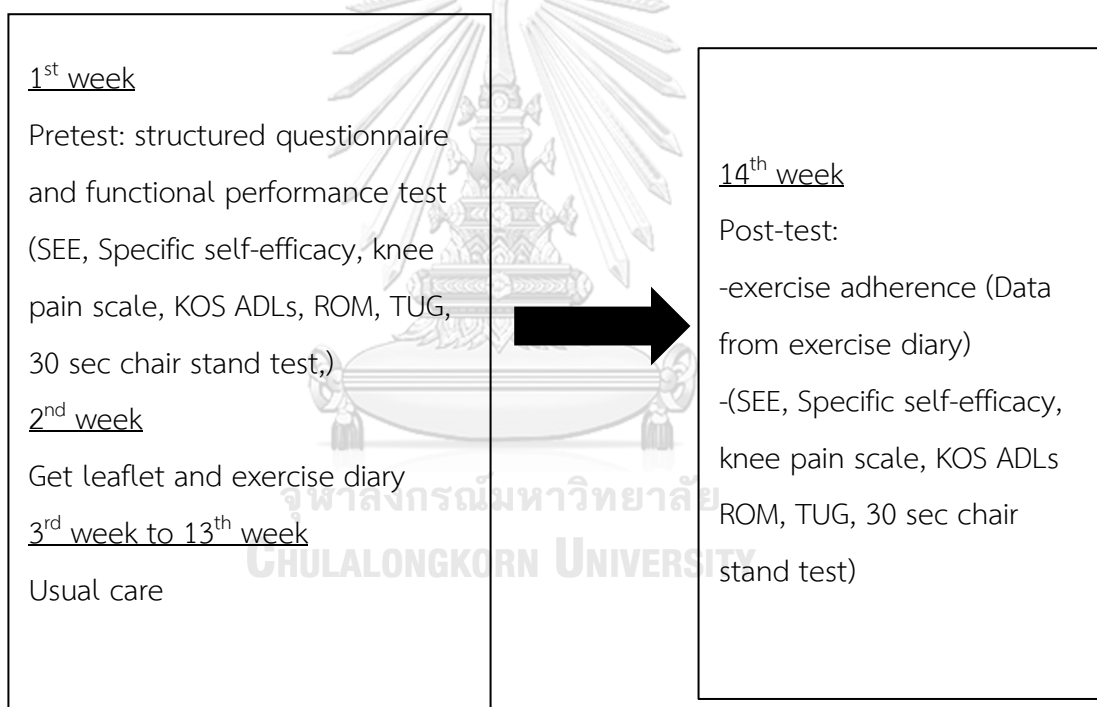 1st week
Pretest: structured questionnaire
and functional performance test
(SEE, Specific self-efficacy, knee
pain scale, KOS ADLs, ROM, TUG,
30 sec chair stand test,)
2nd week
Get leaflet and exercise diary
3rd week to 13th week
Usual care
14th week
Post-test:
-exercise adherence (Data
from exercise diary)
-(SEE, Specific self-efficacy,
knee pain scale, KOS ADLs
ROM, TUG, 30 sec chair
stand test)
จุฬาลงกรณ์มหาวิทยาลัย
CHULALONGKORN UNIVERSITY